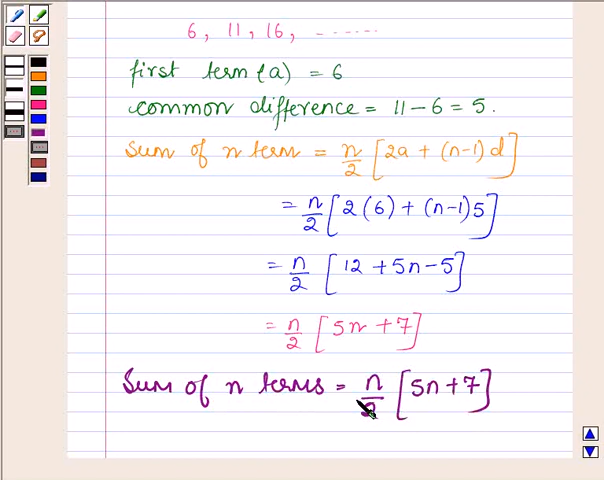 6, 11, 16, .......
first term (a) = 6
common difference = 11 - 6 = 5.
Sum of n term = n/2 [2a + (n-1) d]
= n/2 [2(6) + (n-1)5]
= n/2 [12 + 5n - 5]
= n/2 [5n + 7]
Sum of n terms = n/2 [5n + 7]